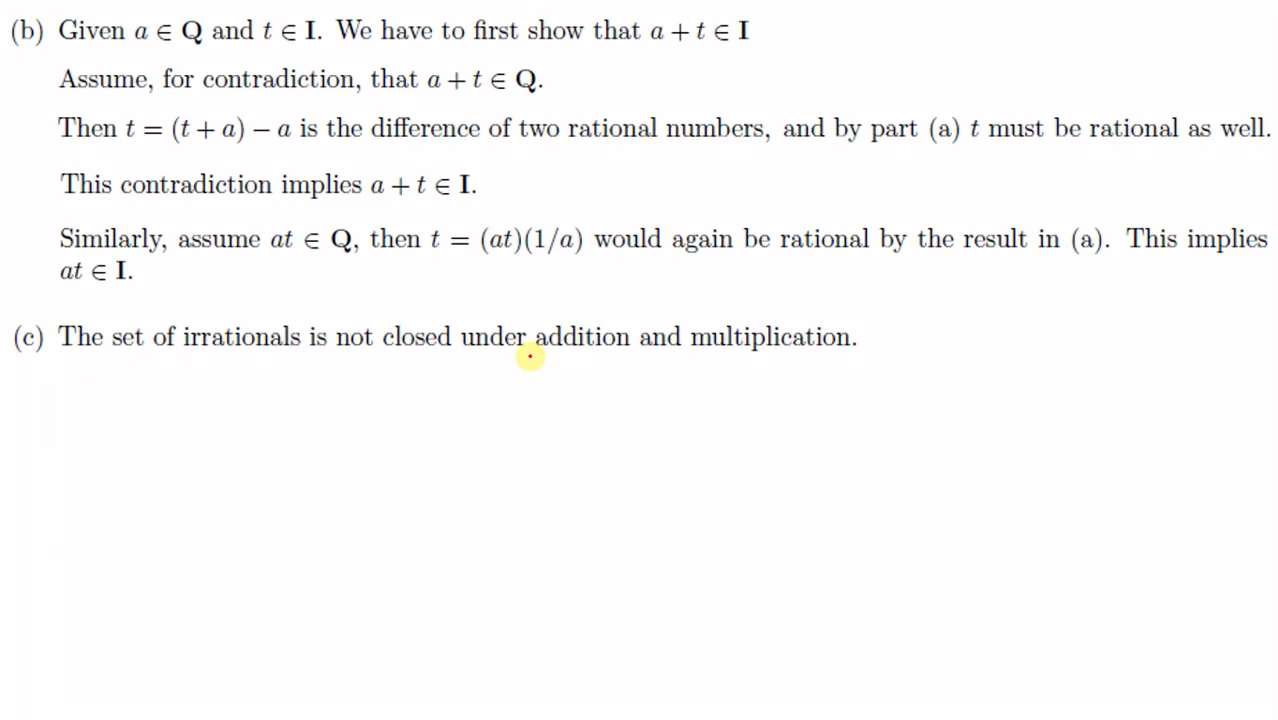 (b) Given a ∈ Q and t ∈ I. We have to first show that a + t ∈ I
Assume, for contradiction, that a + t ∈ Q.
Then t = (t + a) − a is the difference of two rational numbers, and by part (a) t must be rational as well.
This contradiction implies a + t ∈ I.
Similarly, assume at ∈ Q, then t = (at)(1/a) would again be rational by the result in (a). This implies
at ∈ I.
(c) The set of irrationals is not closed under addition and multiplication.